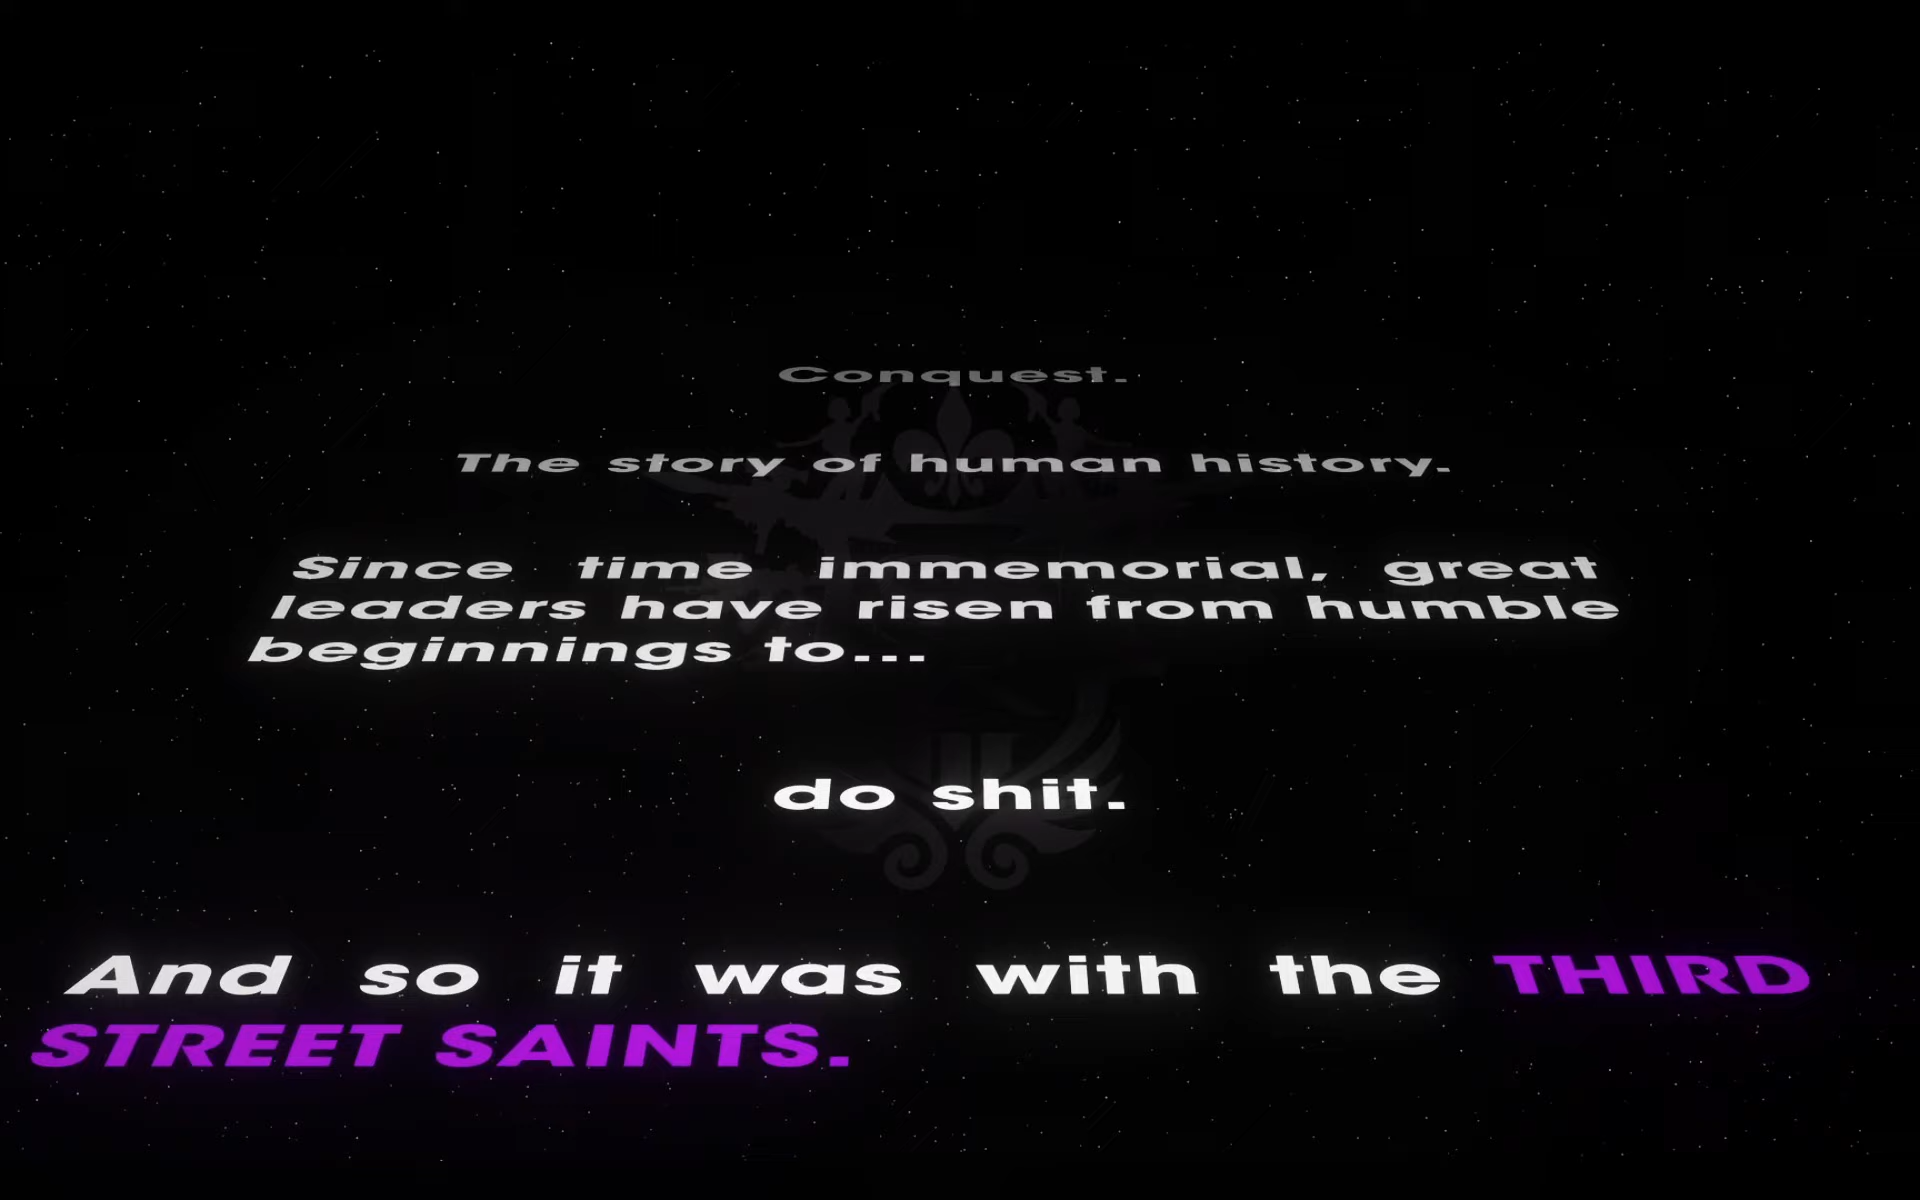 Conquest.
The story of human history.
Since time immemorial, great
leaders have risen from humble
beginnings to...
do shit.
And so it was with the THIRD
STREET SAINTS.